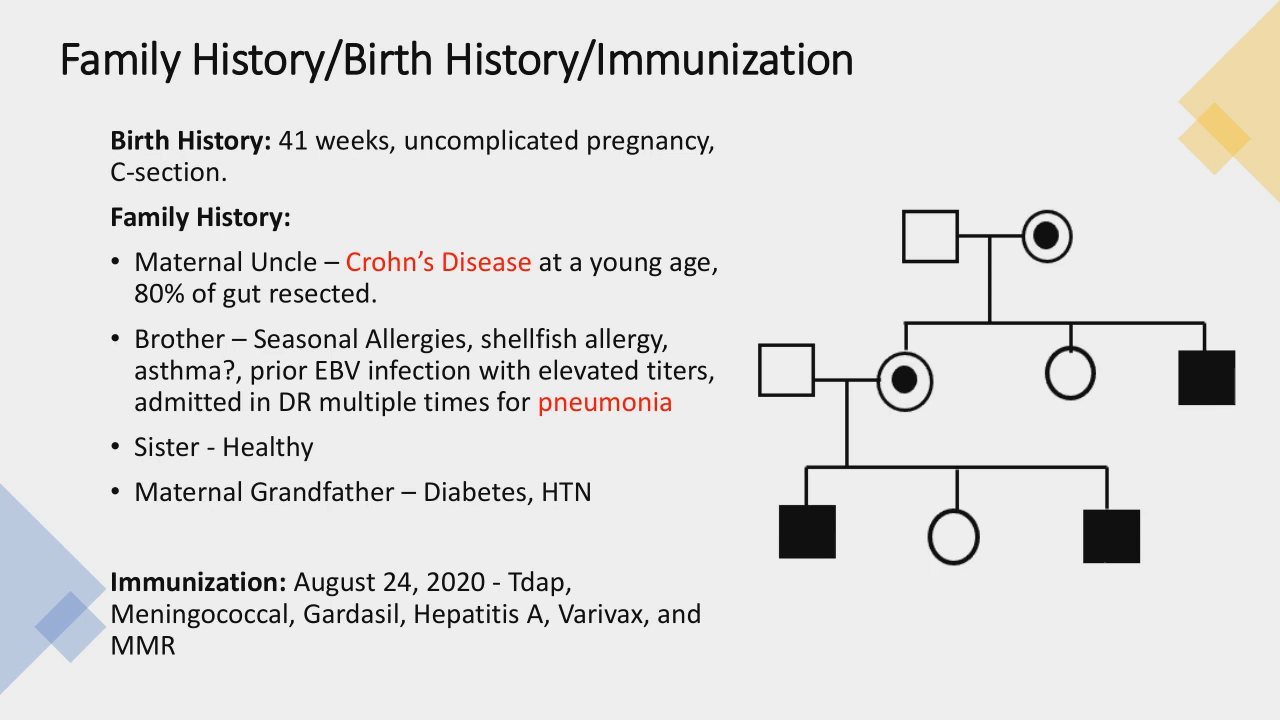 Family History/Birth History/Immunization
Birth History: 41 weeks, uncomplicated pregnancy,
C-section.
Family History:
• Maternal Uncle – Crohn’s Disease at a young age,
80% of gut resected.
• Brother – Seasonal Allergies, shellfish allergy,
asthma?, prior EBV infection with elevated titers,
admitted in DR multiple times for pneumonia
• Sister - Healthy
• Maternal Grandfather – Diabetes, HTN
Immunization: August 24, 2020 - Tdap,
Meningococcal, Gardasil, Hepatitis A, Varivax, and
MMR